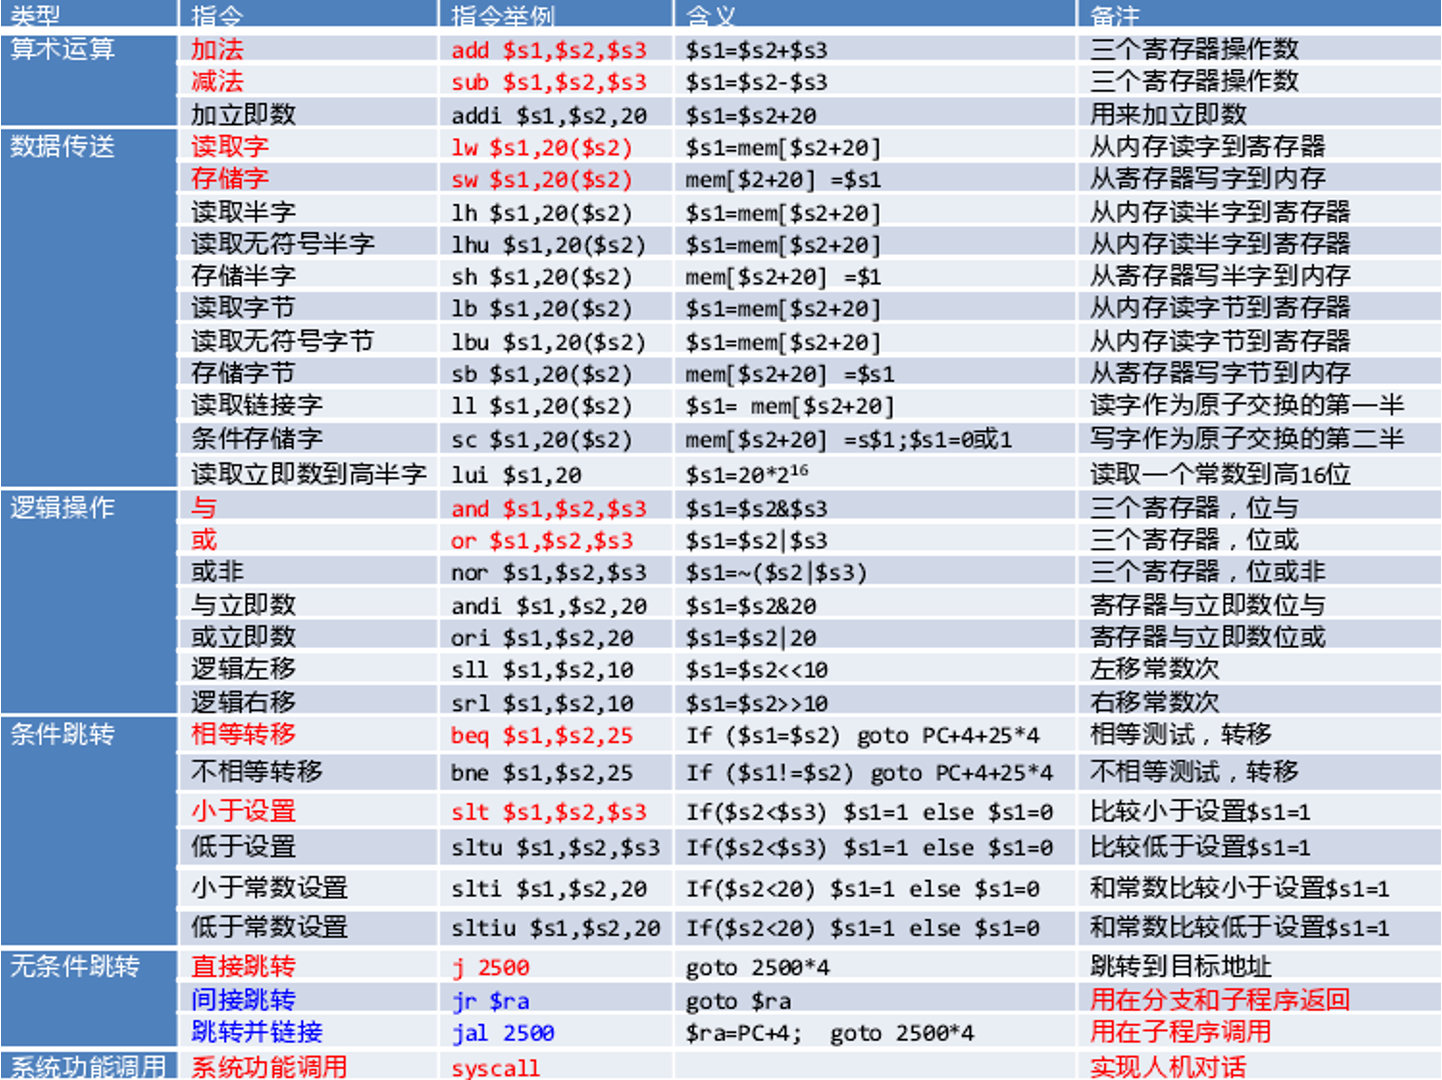 类型 指令 指令举例 含义 备注
算术运算 加法 add $s1,$s2,$s3 $s1=$s2+$s3 三个寄存器操作数
减法 sub $s1,$s2,$s3 $s1=$s2-$s3 三个寄存器操作数
加立即数 addi $s1,$s2,20 $s1=$s2+20 用来加立即数
数据传送 读取字 lw $s1,20($s2) $s1=mem[$s2+20] 从内存读字到寄存器
存储字 sw $s1,20($s2) mem[$2+20] =$s1 从寄存器写字到内存
读取半字 lh $s1,20($s2) $s1=mem[$s2+20] 从内存读半字到寄存器
读取无符号半字 lhu $s1,20($s2) $s1=mem[$s2+20] 从内存读半字到寄存器
存储半字 sh $s1,20($s2) mem[$s2+20] =$1 从寄存器写半字到内存
读取字节 lb $s1,20($s2) $s1=mem[$s2+20] 从内存读字节到寄存器
读取无符号字节 lbu $s1,20($s2) $s1=mem[$s2+20] 从内存读字节到寄存器
存储字节 sb $s1,20($s2) mem[$s2+20] =$s1 从寄存器写字节到内存
读取链接字 ll $s1,20($s2) $s1= mem[$s2+20] 读字作为原子交换的第一半
条件存储字 sc $s1,20($s2) mem[$s2+20] =s$1;$s1=0或1 写字作为原子交换的第二半
读取立即数到高半字 lui $s1,20 $s1=20*2¹⁶ 读取一个常数到高16位
逻辑操作 与 and $s1,$s2,$s3 $s1=$s2&$s3 三个寄存器，位与
或 or $s1,$s2,$s3 $s1=$s2|$s3 三个寄存器，位或
或非 nor $s1,$s2,$s3 $s1=~($s2|$s3) 三个寄存器，位或非
与立即数 andi $s1,$s2,20 $s1=$s2&20 寄存器与立即数位与
或立即数 ori $s1,$s2,20 $s1=$s2|20 寄存器与立即数位或
逻辑左移 sll $s1,$s2,10 $s1=$s2<<10 左移常数次
逻辑右移 srl $s1,$s2,10 $s1=$s2>>10 右移常数次
条件跳转 相等转移 beq $s1,$s2,25 If ($s1=$s2) goto PC+4+25*4 相等测试，转移
不相等转移 bne $s1,$s2,25 If ($s1!=$s2) goto PC+4+25*4 不相等测试，转移
小于设置 slt $s1,$s2,$s3 If($s2<$s3) $s1=1 else $s1=0 比较小于设置$s1=1
低于设置 sltu $s1,$s2,$s3 If($s2<$s3) $s1=1 else $s1=0 比较低于设置$s1=1
小于常数设置 slti $s1,$s2,20 If($s2<20) $s1=1 else $s1=0 和常数比较小于设置$s1=1
低于常数设置 sltiu $s1,$s2,20 If($s2<20) $s1=1 else $s1=0 和常数比较低于设置$s1=1
无条件跳转 直接跳转 j 2500 goto 2500*4 跳转到目标地址
间接跳转 jr $ra goto $ra 用在分支和子程序返回
跳转并链接 jal 2500 $ra=PC+4; goto 2500*4 用在子程序调用
系统功能调用 系统功能调用 syscall 实现人机对话